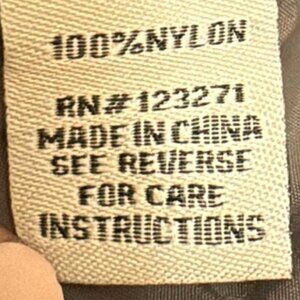 100%NYLON
RN#123271
MADE IN CHINA
SEE REVERSE
FOR CARE
INSTRUCTIONS